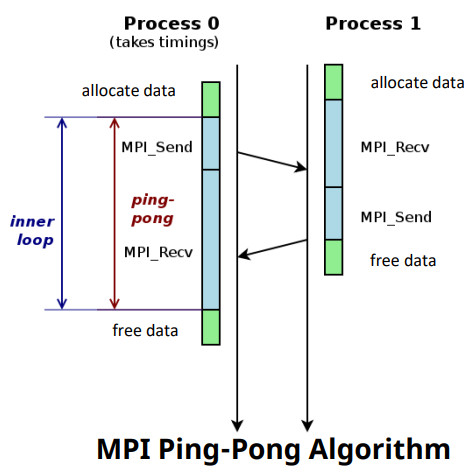 Process 0
(takes timings)
Process 1
allocate data
allocate data
MPI_Send
MPI_Recv
ping-
pong
inner
loop
MPI_Send
MPI_Recv
free data
free data
MPI Ping-Pong Algorithm